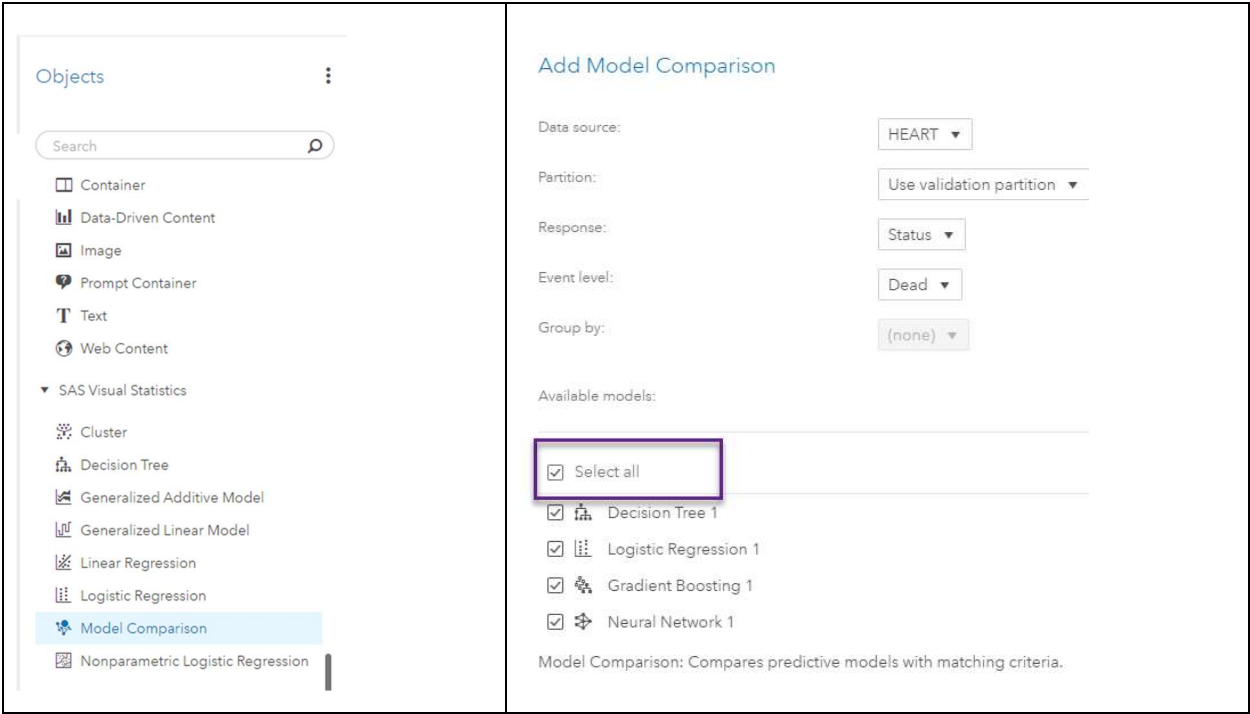 Objects
Search
Container
Data-Driven Content
Image
Prompt Container
Text
Web Content
SAS Visual Statistics
Cluster
Decision Tree
Generalized Additive Model
Generalized Linear Model
Linear Regression
Logistic Regression
Model Comparison
Nonparametric Logistic Regression
Add Model Comparison
Data source: HEART
Partition: Use validation partition
Response: Status
Event level: Dead
Group by: (none)
Available models:
Select all
Decision Tree 1
Logistic Regression 1
Gradient Boosting 1
Neural Network 1
Model Comparison: Compares predictive models with matching criteria.